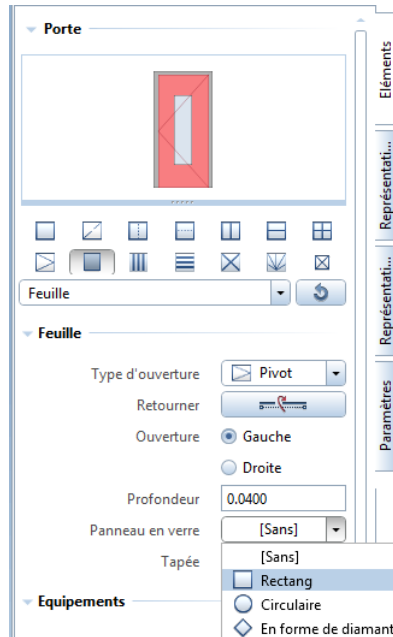 Porte
Feuille
Feuille
Type d'ouverture
Pivot
Retourner
Ouverture
Gauche
Droite
Profondeur
0.0400
Panneau en verre
[Sans]
Tapée
[Sans]
Rectang
Circulaire
En forme de diamant
Equipements
Eléments
Représentati...
Représentati...
Paramètres